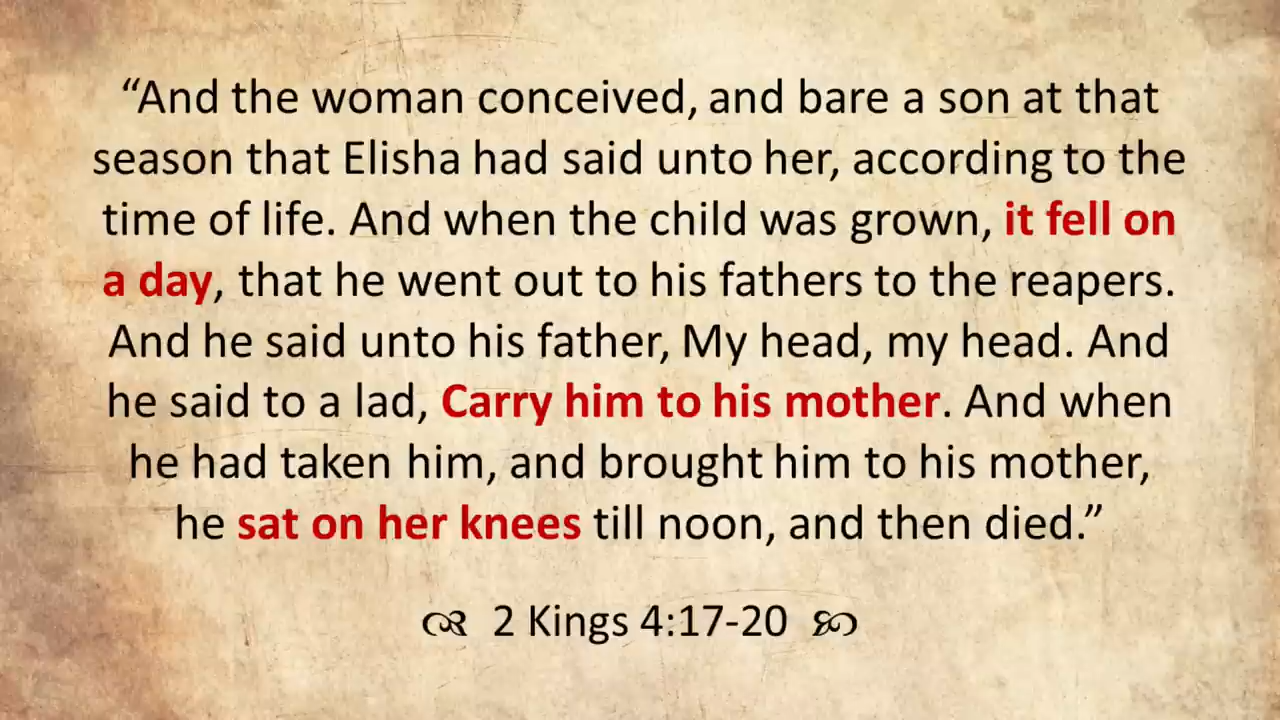 “And the woman conceived, and bare a son at that
season that Elisha had said unto her, according to the
time of life. And when the child was grown, it fell on
a day, that he went out to his fathers to the reapers.
And he said unto his father, My head, my head. And
he said to a lad, Carry him to his mother. And when
he had taken him, and brought him to his mother,
he sat on her knees till noon, and then died.”
2 Kings 4:17-20